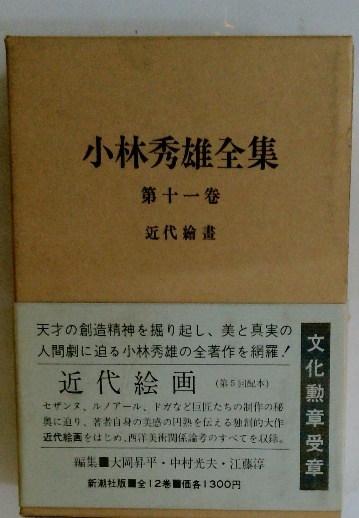 小林秀雄全集
第十一巻
近代繪畫
天才の創造精神を掘り起し、美と真実の
人間劇に迫る小林秀雄の全著作を網羅!
近代絵画(第5回配本)
セザンヌ、ルノアール、ドガなど巨匠たちの制作の秘
奥に迫り、著者自身の美感の円熟を伝える独創的大作
近代絵画をはじめ、西洋美術関係論考のすべてを収録。
編集■大岡昇平・中村光夫・江藤淳
新潮社版■全12巻■価各1300円
文化勲章受章